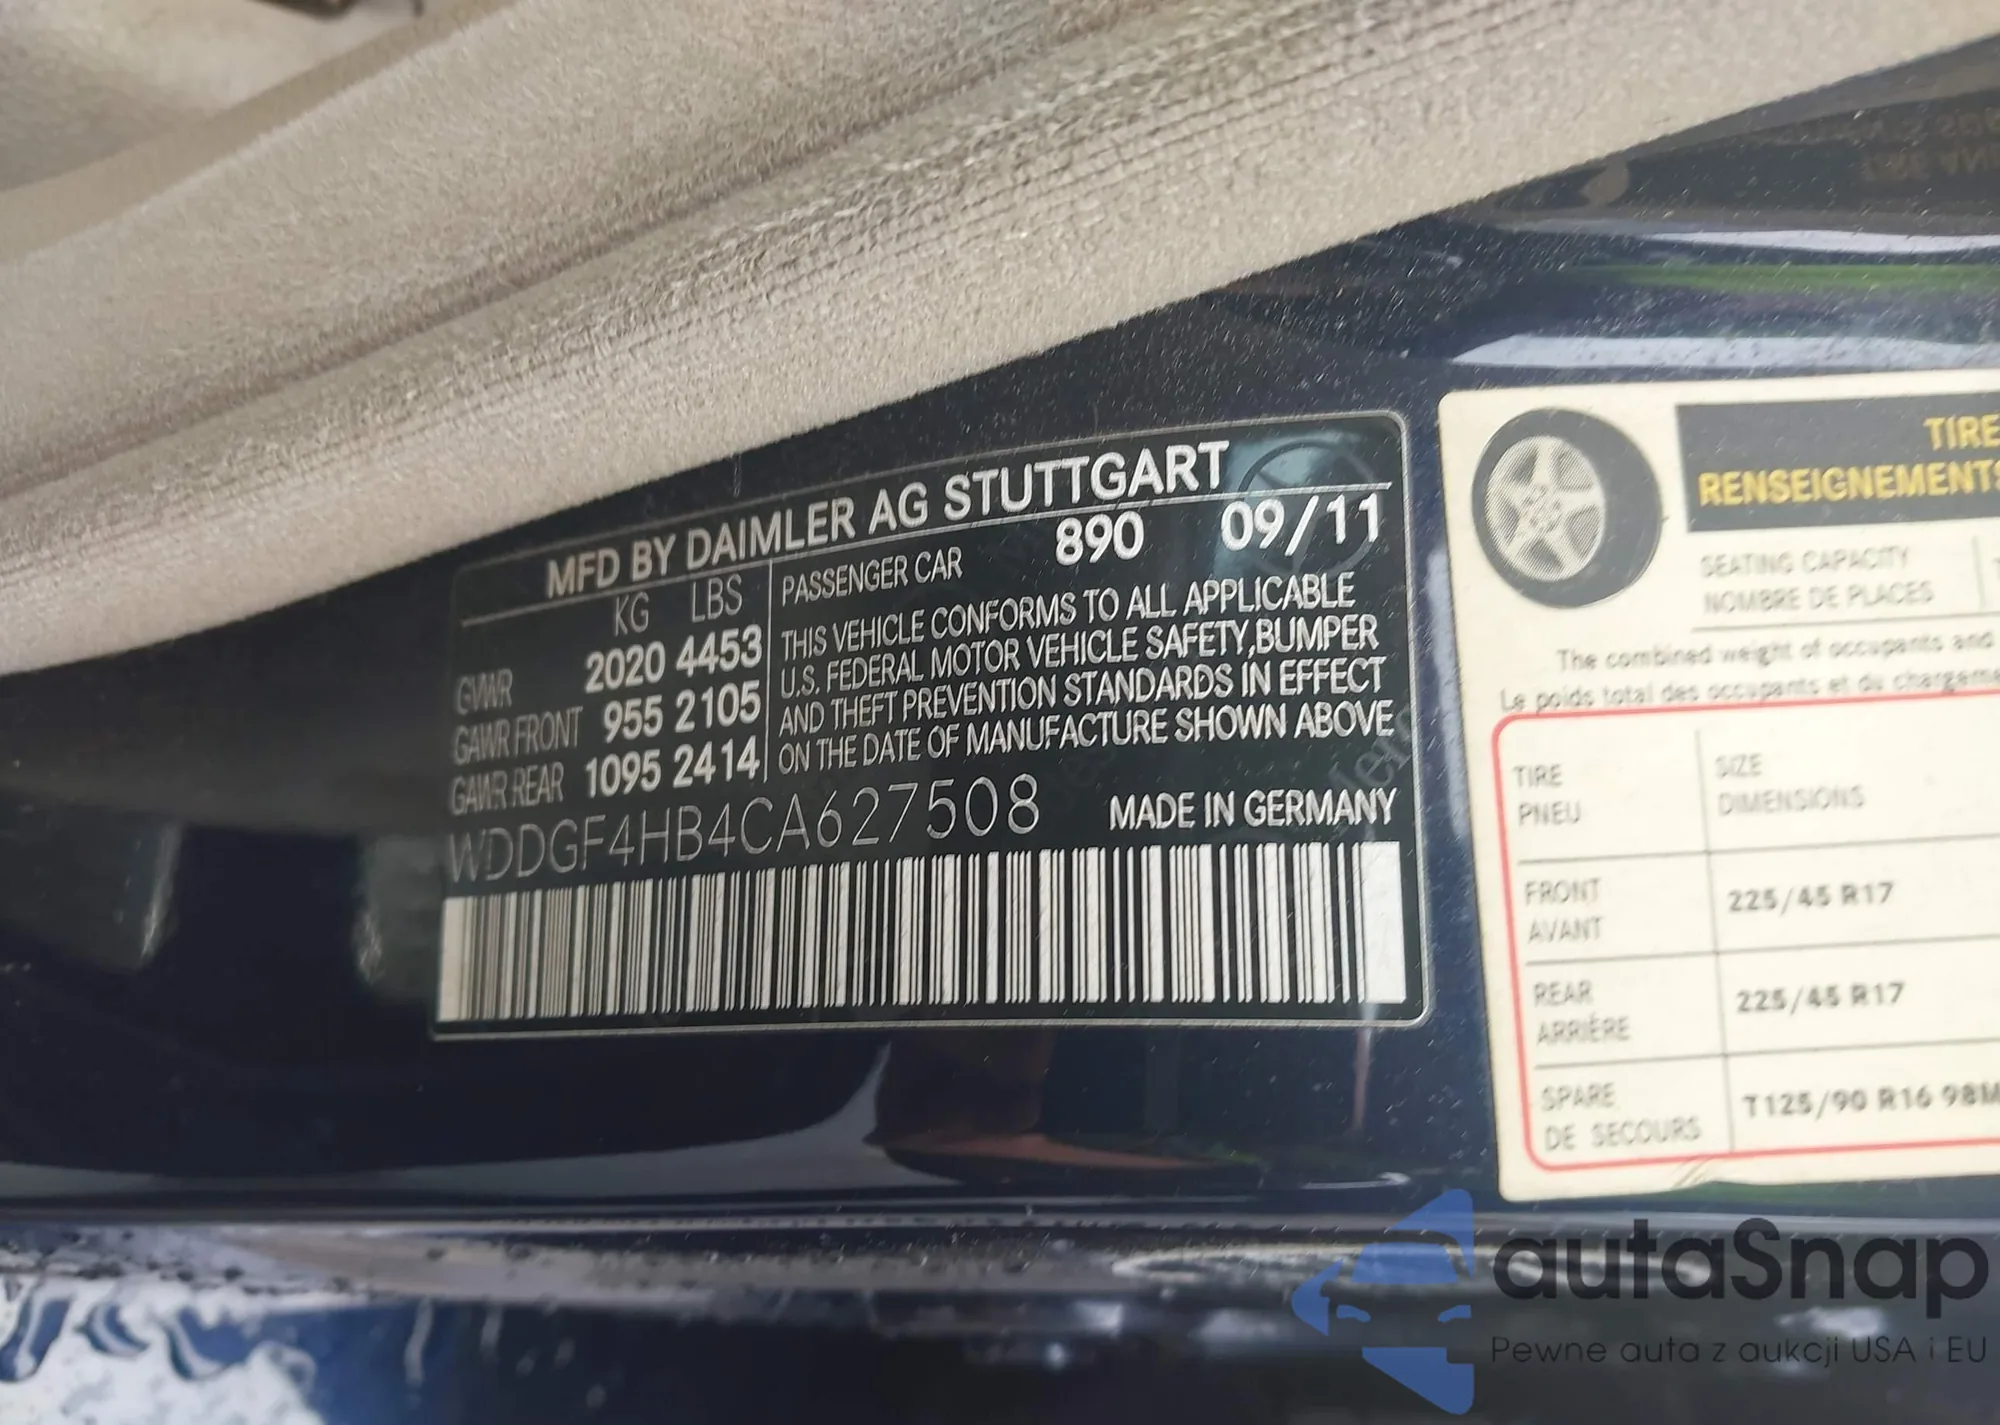 MFD BY DAIMLER AG STUTTGART
KG LBS
GVWR 2020 4453
GAWR FRONT 955 2105
GAWR REAR 1095 2414
PASSENGER CAR 890 09/11
THIS VEHICLE CONFORMS TO ALL APPLICABLE
U.S. FEDERAL MOTOR VEHICLE SAFETY,BUMPER
AND THEFT PREVENTION STANDARDS IN EFFECT
ON THE DATE OF MANUFACTURE SHOWN ABOVE
WDDGF4HB4CA627508 MADE IN GERMANY
TIRE
RENSEIGNEMENTS
SEATING CAPACITY
NOMBRE DE PLACES
The combined weight of occupants and
Le poids total des occupants et du
TIRE SIZE
PNEU DIMENSIONS
FRONT 225/45 R17
AVANT
REAR 225/45 R17
ARRIÈRE
SPARE T125/90 R16 98M
DE SECOURS
autaSnap
Pewne auta z aukcji USA i EU